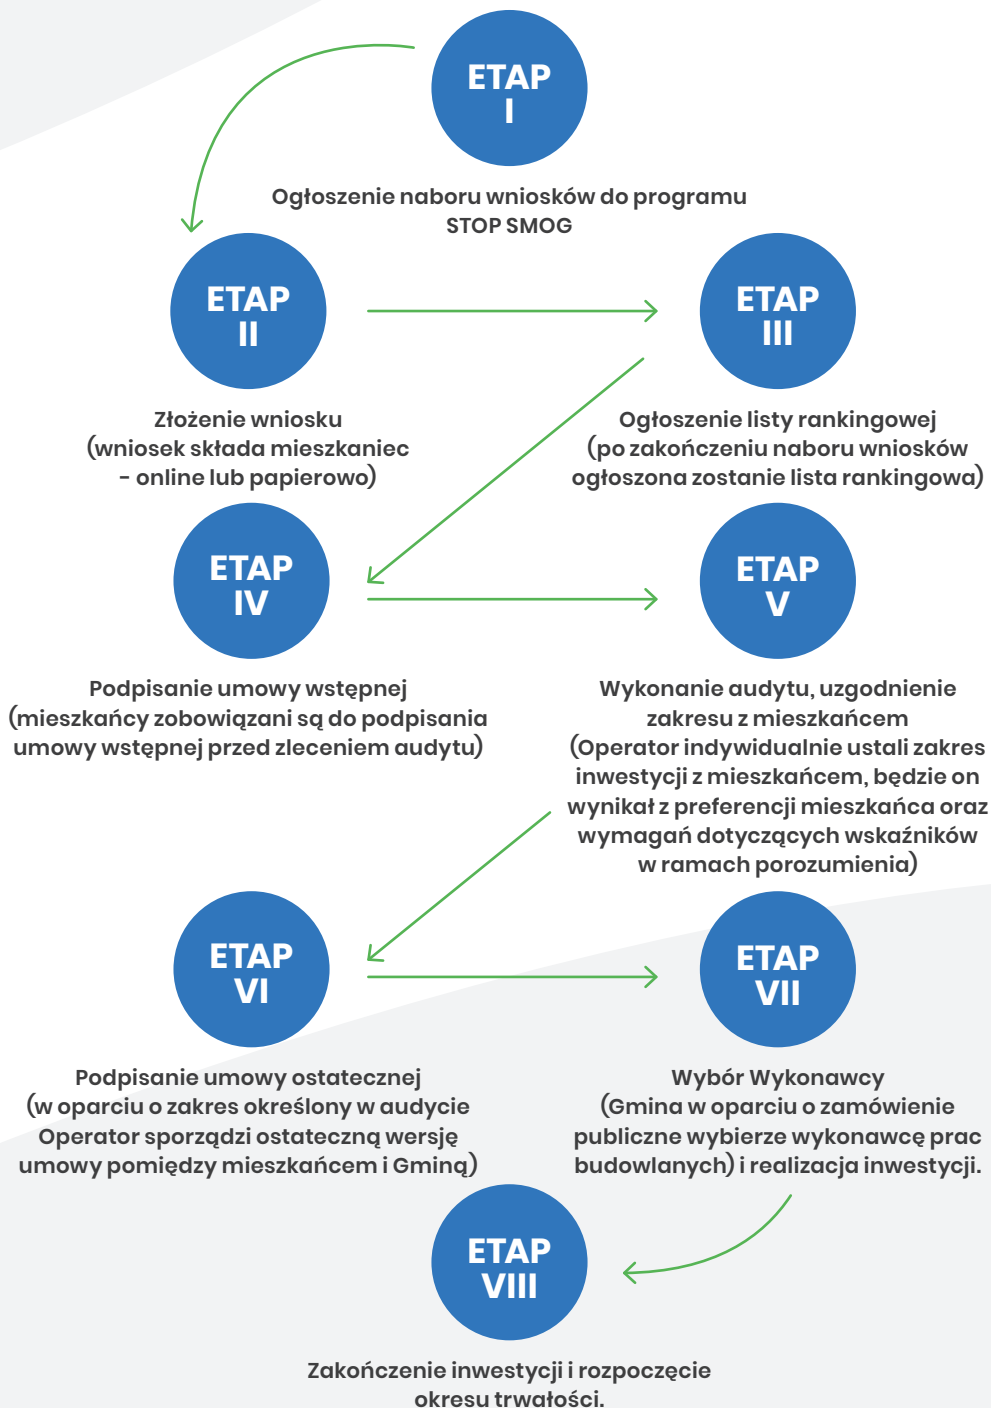 ETAP
I
Ogłoszenie naboru wniosków do programu
STOP SMOG
ETAP
II
Złożenie wniosku
(wniosek składa mieszkaniec
- online lub papierowo)
ETAP
III
Ogłoszenie listy rankingowej
(po zakończeniu naboru wniosków
ogłoszona zostanie lista rankingowa)
ETAP
IV
Podpisanie umowy wstępnej
(mieszkańcy zobowiązani są do podpisania
umowy wstępnej przed zleceniem audytu)
ETAP
V
Wykonanie audytu, uzgodnienie
zakresu z mieszkańcem
(Operator indywidualnie ustali zakres
inwestycji z mieszkańcem, będzie on
wynikał z preferencji mieszkańca oraz
wymagań dotyczących wskaźników
w ramach porozumienia)
ETAP
VI
Podpisanie umowy ostatecznej
(w oparciu o zakres określony w audycie
Operator sporządzi ostateczną wersję
umowy pomiędzy mieszkańcem i Gminą)
ETAP
VII
Wybór Wykonawcy
(Gmina w oparciu o zamówienie
publiczne wybierze wykonawcę prac
budowlanych) i realizacja inwestycji.
ETAP
VIII
Zakończenie inwestycji i rozpoczęcie
okresu trwałości.